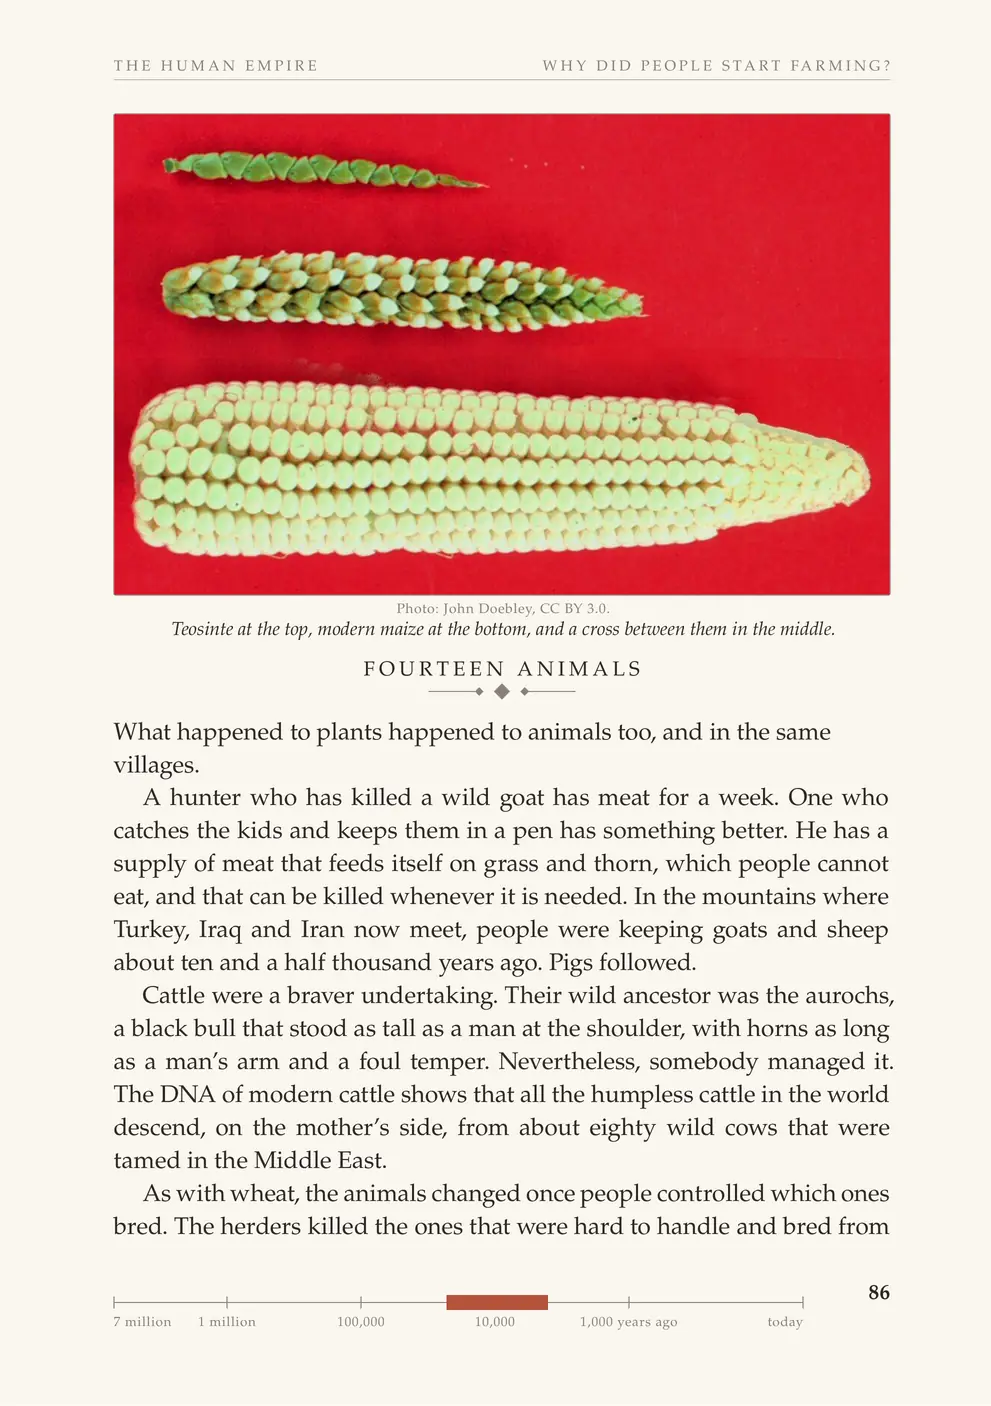 THE HUMAN EMPIRE
WHY DID PEOPLE START FARMING?
Photo: John Doebley, CC BY 3.0.
Teosinte at the top, modern maize at the bottom, and a cross between them in the middle.
FOURTEEN ANIMALS
What happened to plants happened to animals too, and in the same
villages.
A hunter who has killed a wild goat has meat for a week. One who
catches the kids and keeps them in a pen has something better. He has a
supply of meat that feeds itself on grass and thorn, which people cannot
eat, and that can be killed whenever it is needed. In the mountains where
Turkey, Iraq and Iran now meet, people were keeping goats and sheep
about ten and a half thousand years ago. Pigs followed.
Cattle were a braver undertaking. Their wild ancestor was the aurochs,
a black bull that stood as tall as a man at the shoulder, with horns as long
as a man’s arm and a foul temper. Nevertheless, somebody managed it.
The DNA of modern cattle shows that all the humpless cattle in the world
descend, on the mother’s side, from about eighty wild cows that were
tamed in the Middle East.
As with wheat, the animals changed once people controlled which ones
bred. The herders killed the ones that were hard to handle and bred from
86
7 million 1 million 100,000 10,000 1,000 years ago today